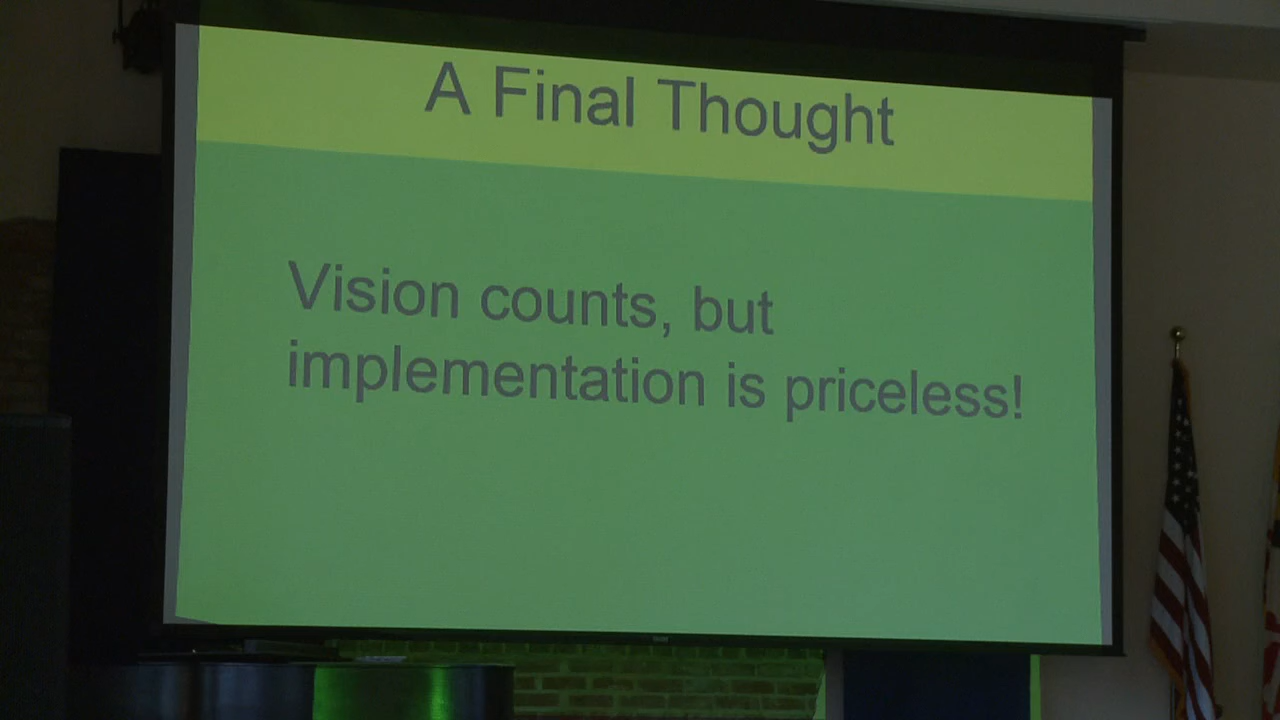 A Final Thought
Vision counts, but
implementation is priceless!